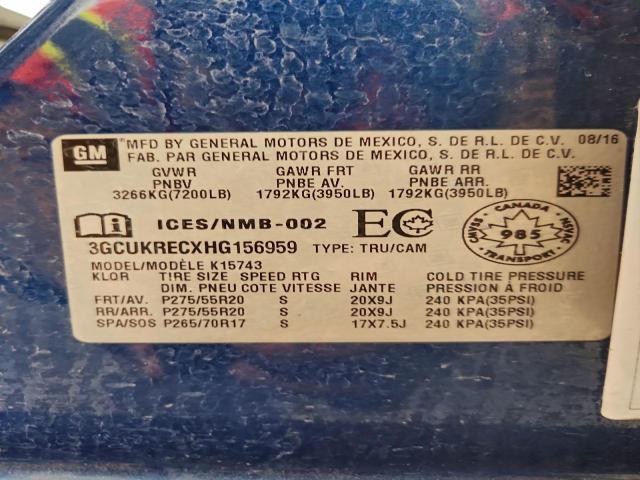 GM MFD BY GENERAL MOTORS DE MEXICO, S. DE R.L. DE C.V. 08/16
FAB. PAR GENERAL MOTORS DE MEXICO, S. DE R.L. DE C.V.
GVWR GAWR FRT GAWR RR
PNBV PNBE AV. PNBE ARR.
3266KG(7200LB) 1792KG(3950LB) 1792KG(3950LB)
ICES/NMB-002 EC
CANADA
SVNAC 985 NSVAC
TRANSPORT
3GCUKRECXHG156959 TYPE: TRU/CAM
MODEL/MODÈLE K15743
KLQR TIRE SIZE SPEED RTG RIM COLD TIRE PRESSURE
DIM. PNEU COTE VITESSE JANTE PRESSION À FROID
FRT/AV. P275/55R20 S 20X9J 240 KPA(35PSI)
RR/ARR. P275/55R20 S 20X9J 240 KPA(35PSI)
SPA/SOS P265/70R17 S 17X7.5J 240 KPA(35PSI)